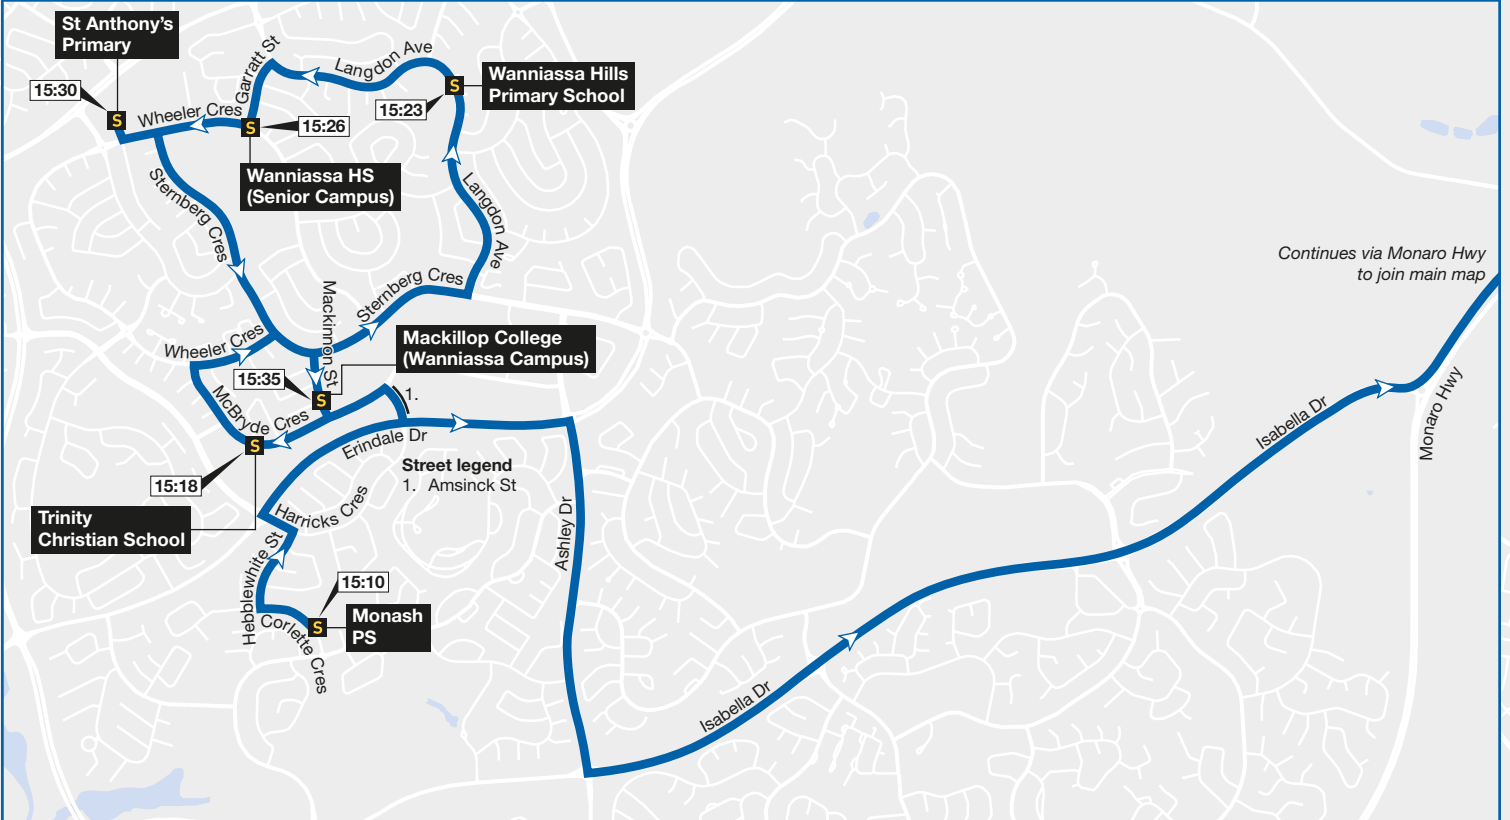 St Anthony's
Primary
15:30
Wheeler Cres
Garratt St
Langdon Ave
Wanniassa Hills
Primary School
15:23
15:26
Wanniassa HS
(Senior Campus)
Sternberg Cres
Langdon Ave
Continues via Monaro Hwy
to join main map
Sternberg Cres
Mackinnon St
Wheeler Cres
Mackillop College
(Wanniassa Campus)
15:35
1.
McBryde Cres
Erindale Dr
Isabella Dr
Monaro Hwy
Street legend
1. Amsinck St
15:18
Trinity
Christian School
Harricks Cres
Ashley Dr
Hebblewhite St
15:10
Monash
PS
Corlette Cres
Isabella Dr
S
S
S
S
S
S